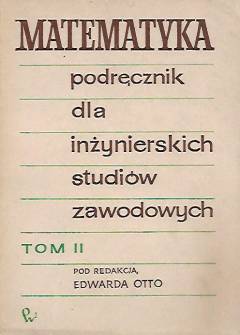 MATEMATYKA
podręcznik
dla
inżynierskich
studiów
zawodowych
TOM II
POD REDAKCJĄ
EDWARDA OTTO